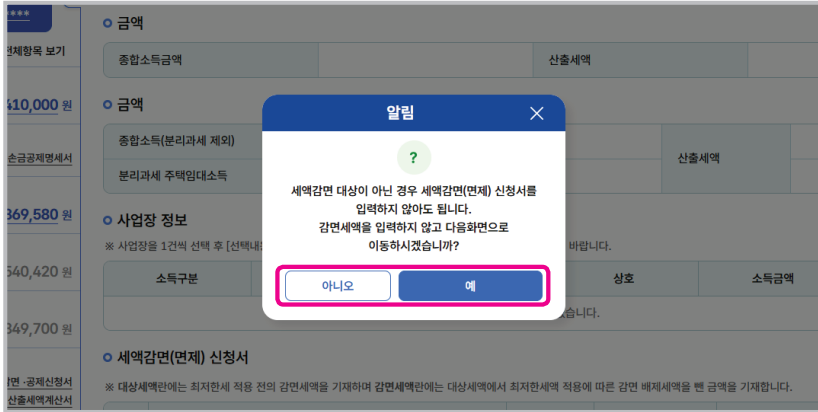 ****
금액
전체항목 보기
종합소득금액 산출세액
410,000 원
금액
알림
종합소득(분리과세 제외)
산출세액
손금공제명세서
분리과세 주택임대소득
?
세액감면 대상이 아닌 경우 세액감면(면제) 신청서를
입력하지 않아도 됩니다.
감면세액을 입력하지 않고 다음화면으로
이동하시겠습니까?
369,580 원
사업장 정보
※ 사업장을 1건씩 선택 후 [선택내 바랍니다.
540,420 원
소득구분 상호 소득금액
아니오 예
습니다.
349,700 원
세액감면(면제) 신청서
감면·공제신청서
※ 대상세액란에는 최저한세 적용 전의 감면세액을 기재하며 감면세액란에는 대상세액에서 최저한세액 적용에 따른 감면 배제세액을 뺀 금액을 기재합니다.
산출세액계산서